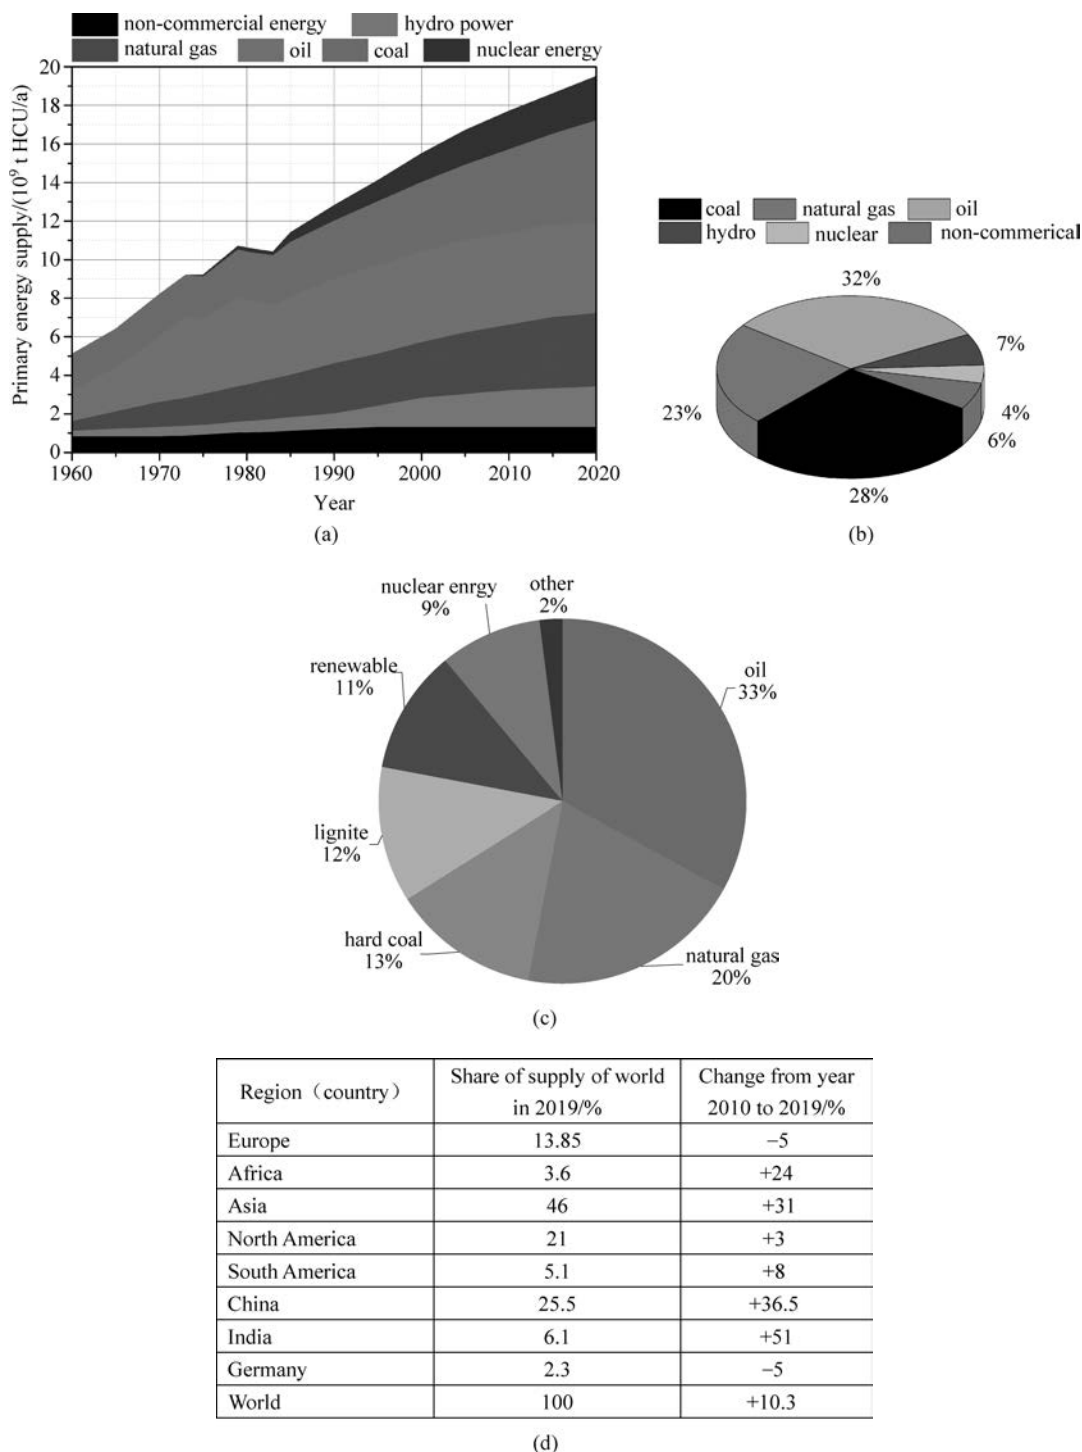 non-commercial energy hydro power
natural gas oil coal nuclear energy
Primary energy supply/(10⁹ t HCU/a)
20
18
16
14
12
10
8
6
4
2
0
1960 1970 1980 1990 2000 2010 2020
Year
(a)
coal natural gas oil
hydro nuclear non-commerical
32%
7%
4%
6%
28%
23%
(b)
nuclear enrgy
9%
other
2%
renewable
11%
oil
33%
lignite
12%
hard coal
13%
natural gas
20%
(c)
Region（country） Share of supply of world in 2019/% Change from year 2010 to 2019/%
Europe 13.85 −5
Africa 3.6 +24
Asia 46 +31
North America 21 +3
South America 5.1 +8
China 25.5 +36.5
India 6.1 +51
Germany 2.3 −5
World 100 +10.3
(d)